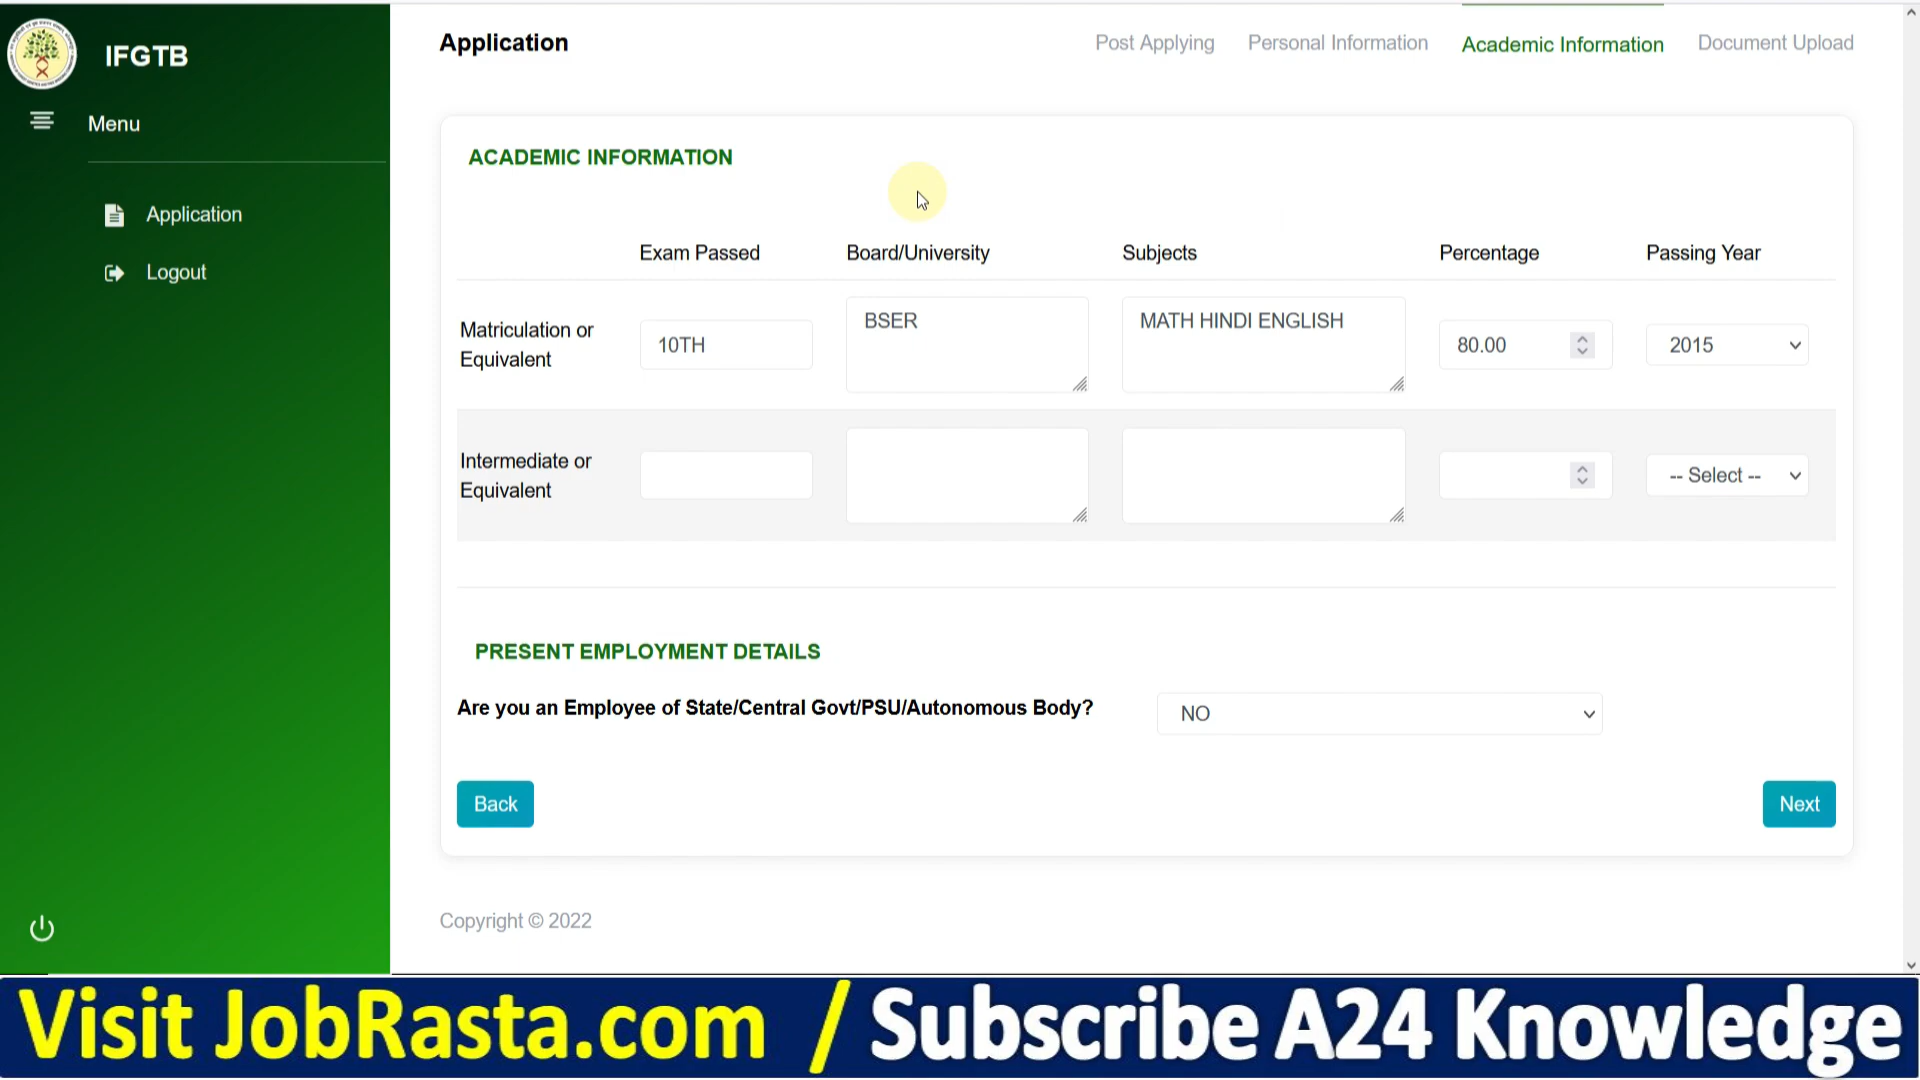 IFGTB
Menu
Application
Logout
Application
Post Applying
Personal Information
Academic Information
Document Upload
ACADEMIC INFORMATION
Exam Passed
Board/University
Subjects
Percentage
Passing Year
Matriculation or
Equivalent
10TH
BSER
MATH HINDI ENGLISH
80.00
2015
Intermediate or
Equivalent
-- Select --
PRESENT EMPLOYMENT DETAILS
Are you an Employee of State/Central Govt/PSU/Autonomous Body?
NO
Back
Next
Copyright © 2022
Visit JobRasta.com / Subscribe A24 Knowledge